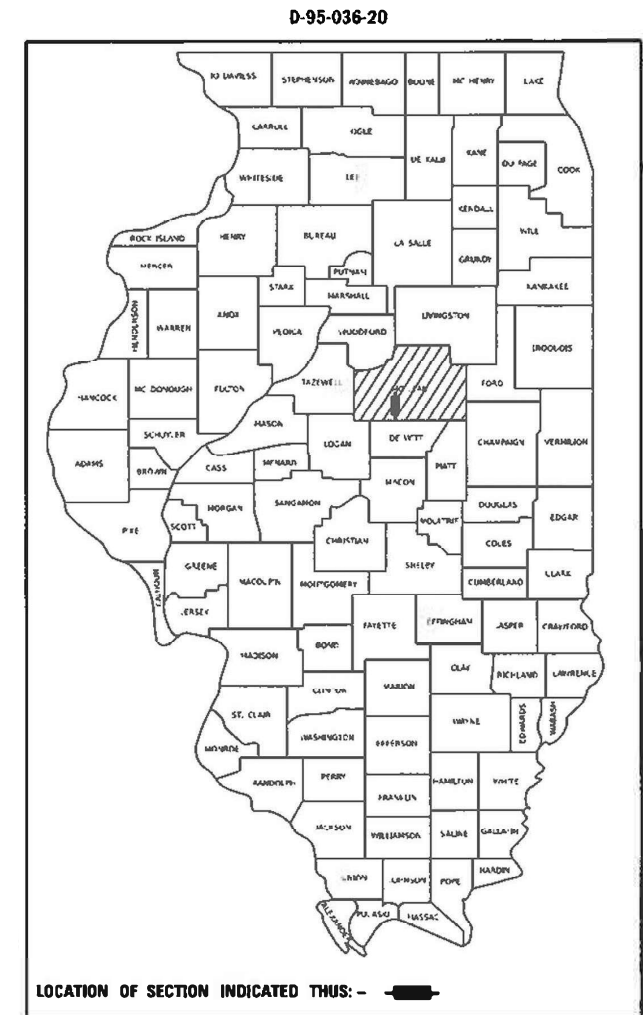 D-95-036-20
JO DAVIESS STEPHENSON WINNEBAGO BOONE MC HENRY LAKE
CARROLL OGLE DE KALB KANE DU PAGE COOK
WHITESIDE LEE KENDALL WILL
ROCK ISLAND HENRY BUREAU LA SALLE GRUNDY
MERCER PUTNAM KANKAKEE
STARK MARSHALL LIVINGSTON
HENDERSON WARREN KNOX PEORIA WOODFORD IROQUOIS
HANCOCK MC DONOUGH FULTON TAZEWELL FORD
SCHUYLER MASON LOGAN DE WITT CHAMPAIGN VERMILION
ADAMS BROWN CASS MENARD MACON PIATT
PIKE SCOTT MORGAN SANGAMON MOULTRIE DOUGLAS EDGAR
CHRISTIAN COLES
GREENE MACOUPIN MONTGOMERY SHELBY CUMBERLAND CLARK
CALHOUN JERSEY FAYETTE EFFINGHAM JASPER CRAWFORD
MADISON BOND CLAY RICHLAND LAWRENCE
CLINTON MARION
ST. CLAIR WASHINGTON JEFFERSON WAYNE EDWARDS WABASH
MONROE
RANDOLPH PERRY FRANKLIN HAMILTON WHITE
JACKSON WILLIAMSON SALINE GALLATIN
UNION JOHNSON POPE HARDIN
ALEXANDER PULASKI MASSAC
LOCATION OF SECTION INDICATED THUS: -